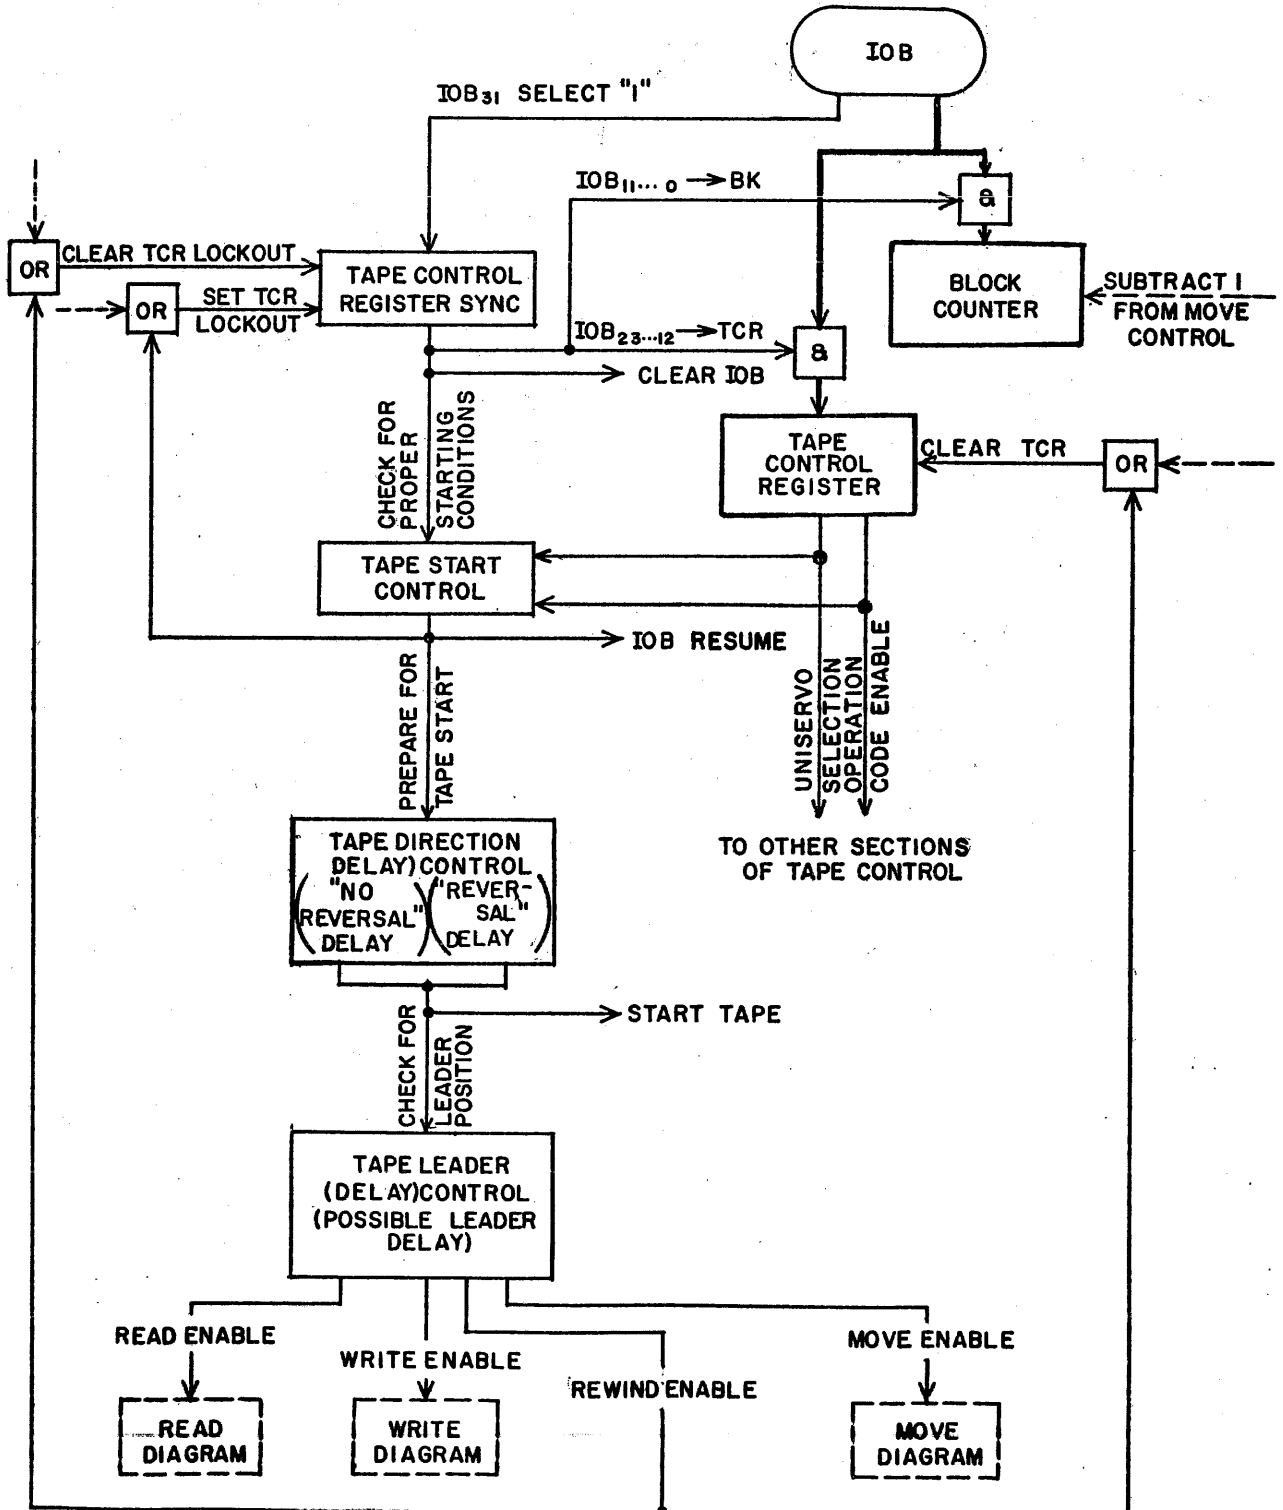 IOB
IOB31 SELECT "1"
IOB11...0 → BK
&
OR
CLEAR TCR LOCKOUT
TAPE CONTROL
REGISTER SYNC
BLOCK
COUNTER
SUBTRACT 1
FROM MOVE
CONTROL
OR
SET TCR
LOCKOUT
IOB23...12 → TCR
&
CLEAR IOB
CHECK FOR
PROPER
STARTING
CONDITIONS
TAPE
CONTROL
REGISTER
CLEAR TCR
OR
TAPE START
CONTROL
IOB RESUME
PREPARE FOR
TAPE START
UNISERVO
SELECTION
OPERATION
CODE ENABLE
TO OTHER SECTIONS
OF TAPE CONTROL
TAPE DIRECTION
DELAY) CONTROL
("NO
REVERSAL"
DELAY)
("REVER-
SAL"
DELAY)
START TAPE
CHECK FOR
LEADER
POSITION
TAPE LEADER
(DELAY) CONTROL
(POSSIBLE LEADER
DELAY)
READ ENABLE
WRITE ENABLE
REWIND ENABLE
MOVE ENABLE
READ
DIAGRAM
WRITE
DIAGRAM
MOVE
DIAGRAM